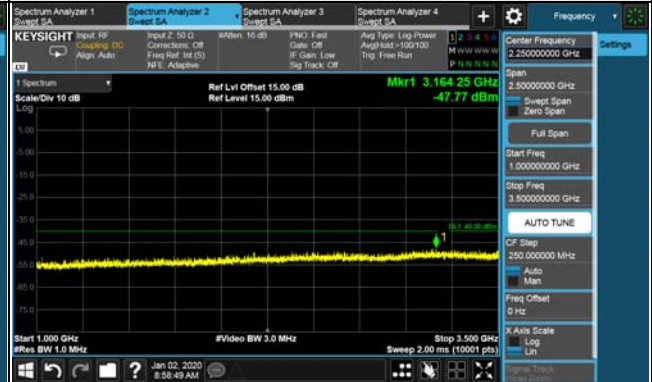 Spectrum Analyzer 1
Swept SA
Spectrum Analyzer 2
Swept SA
Spectrum Analyzer 3
Swept SA
Spectrum Analyzer 4
Swept SA
+
Frequency
KEYSIGHT
Input: RF
Coupling: DC
Align: Auto
Input Z: 50 Ω
Corrections: Off
Freq Ref: Int (S)
NFE: Adaptive
#Atten: 16 dB
PNO: Fast
Gate: Off
IF Gain: Low
Sig Track: Off
Avg Type: Log-Power
Avg|Hold:>100/100
Trig: Free Run
1 2 3 4 5 6
M W W W W W
P N N N N N
LXI
1 Spectrum
Scale/Div 10 dB
Log
Ref Lvl Offset 15.00 dB
Ref Level 15.00 dBm
Mkr1 3.164 25 GHz
-47.77 dBm
5.00
-5.00
-15.0
-25.0
-35.0
DL1 -40.00 dBm
1
-45.0
-55.0
-65.0
-75.0
Start 1.000 GHz
#Res BW 1.0 MHz
#Video BW 3.0 MHz
Stop 3.500 GHz
Sweep 2.00 ms (10001 pts)
Jan 02, 2020
8:58:49 AM
Center Frequency
2.250000000 GHz
Settings
Span
2.50000000 GHz
Swept Span
Zero Span
Full Span
Start Freq
1.000000000 GHz
Stop Freq
3.500000000 GHz
AUTO TUNE
CF Step
250.000000 MHz
Auto
Man
Freq Offset
0 Hz
X Axis Scale
Log
Lin
Signal Track
(Span Zoom)